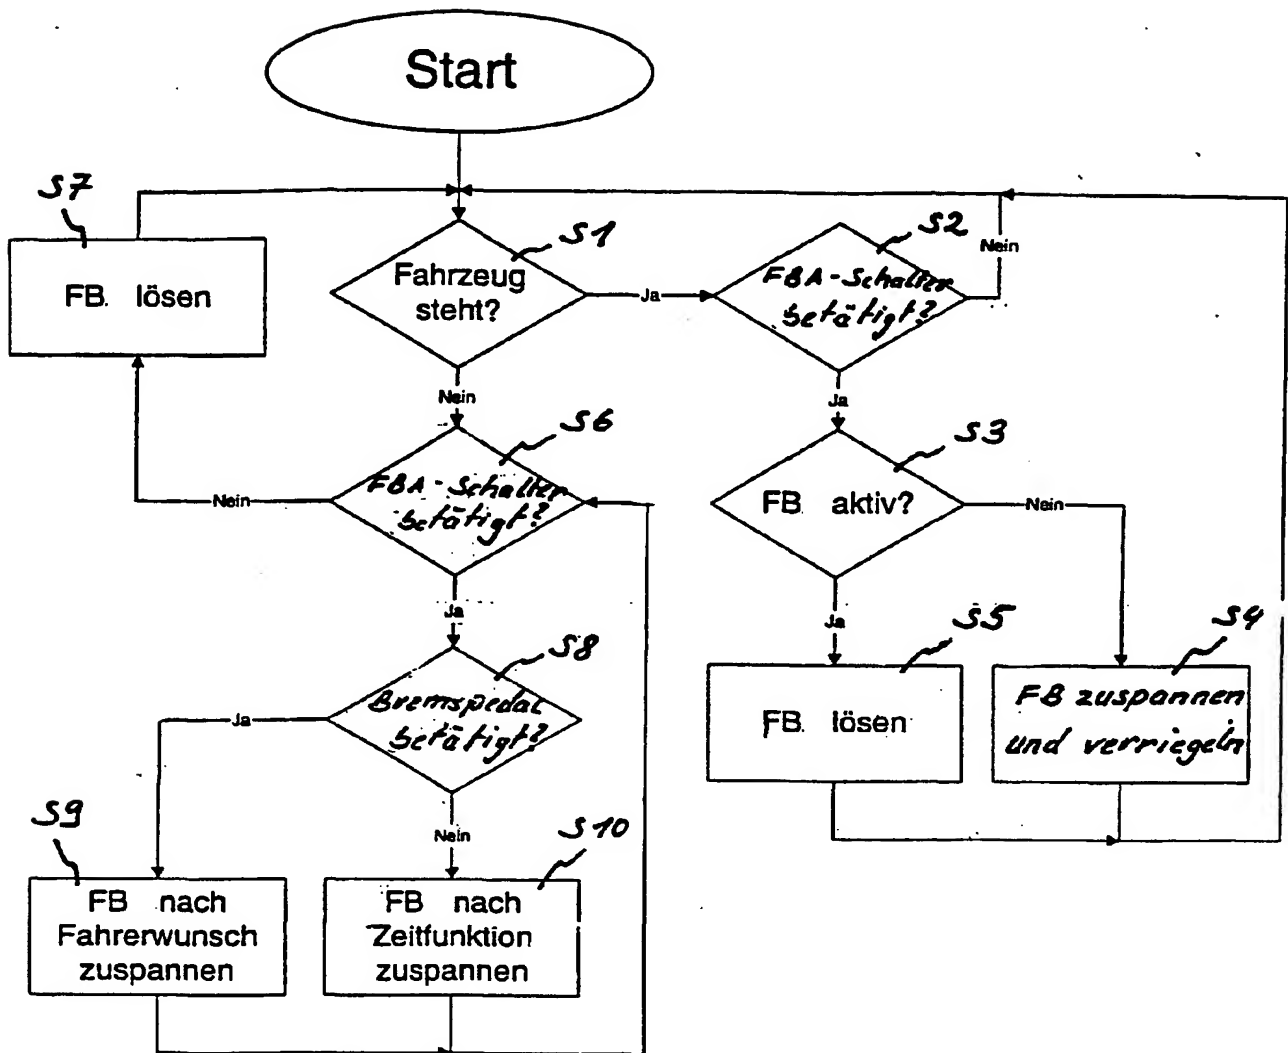 Start
S7
S1
S2
Nein
FB. lösen
Fahrzeug
steht?
Ja
FBA-Schalter
betätigt?
Nein
Ja
S6
S3
Nein
FBA-Schalter
betätigt?
FB. aktiv?
Nein
Ja
Ja
S5
S4
S8
Ja
Bremspedal
betätigt?
FB. lösen
FB zuspannen
und verriegeln
S9
Nein
S10
FB nach
Fahrerwunsch
zuspannen
FB nach
Zeitfunktion
zuspannen